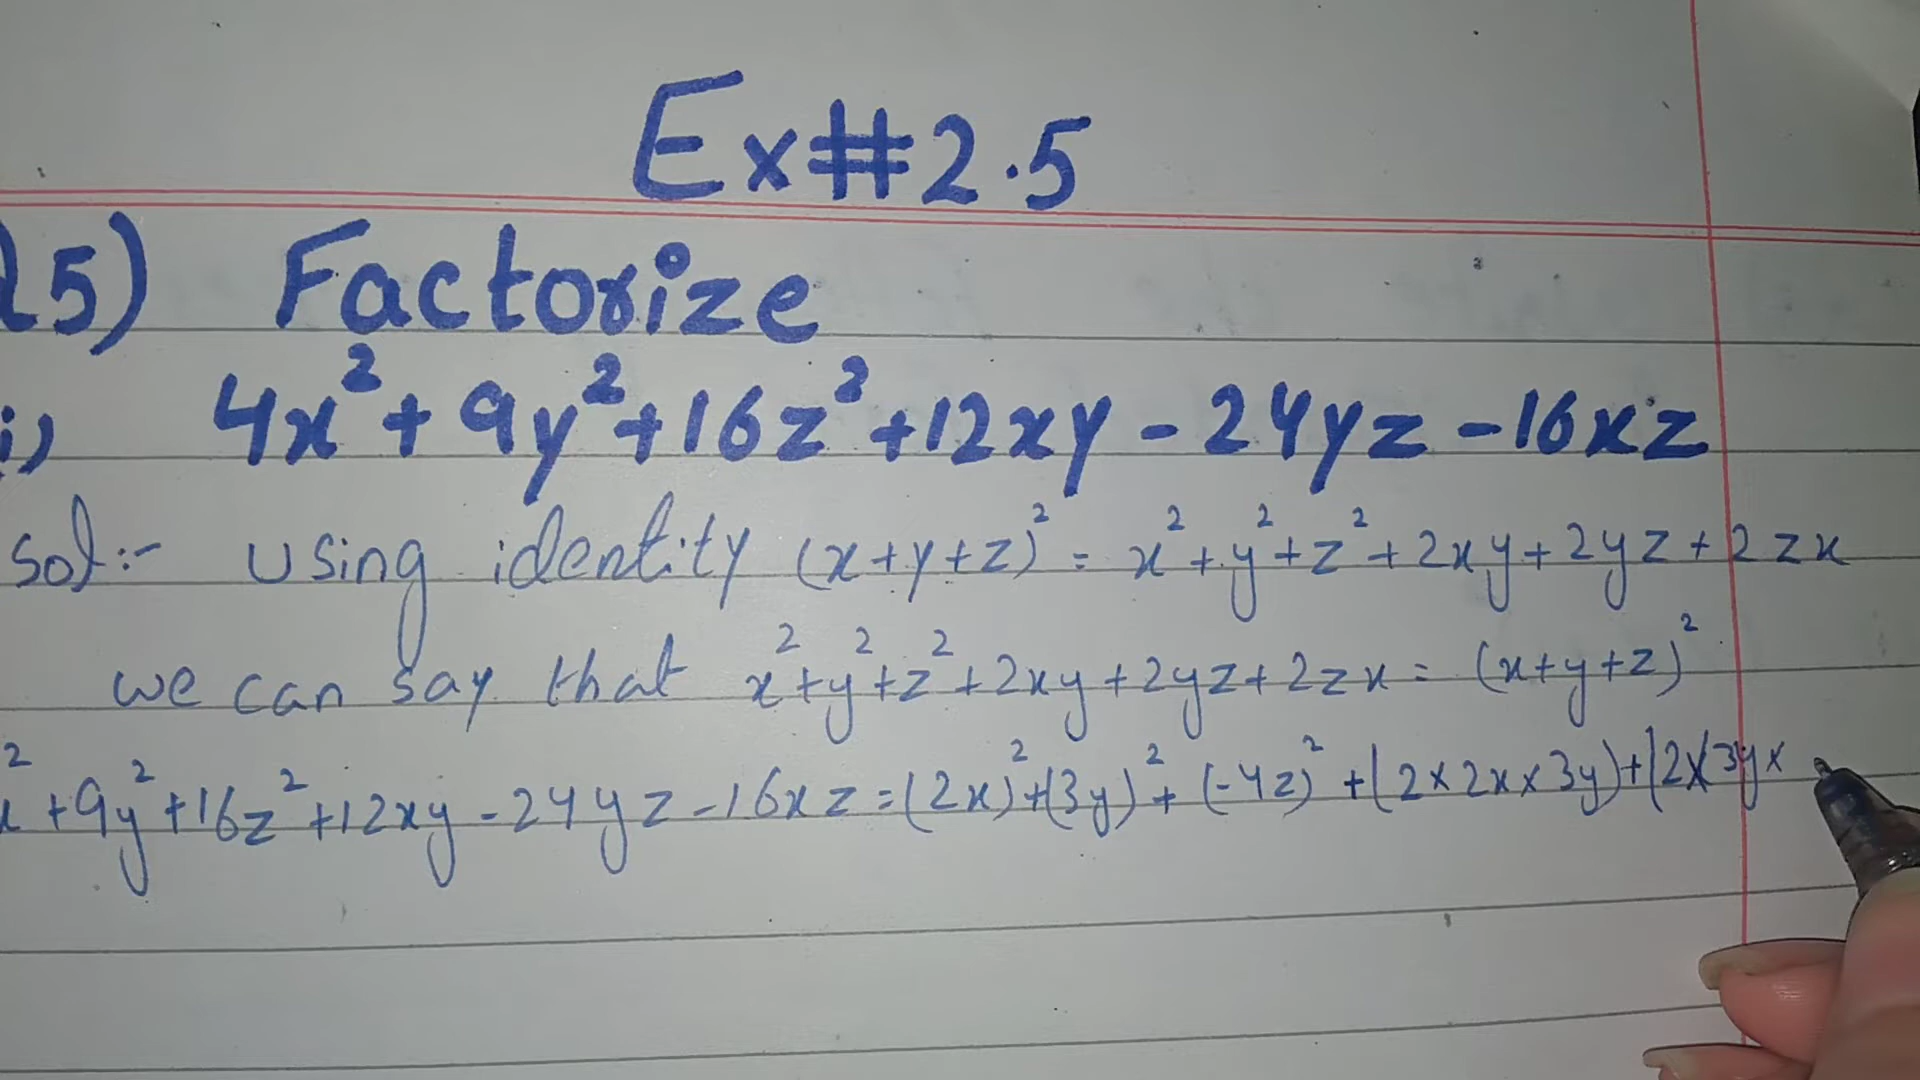 Ex#2.5
5) Factorize
i) 4x² + 9y² + 16z² + 12xy - 24yz - 16xz
Sol:- Using identity (x+y+z)² = x² + y² + z² + 2xy + 2yz + 2zx
we can say that x² + y² + z² + 2xy + 2yz + 2zx = (x+y+z)²
x² + 9y² + 16z² + 12xy - 24yz - 16xz = (2x)² + (3y)² + (-4z)² + (2×2x×3y) + (2×(3y×